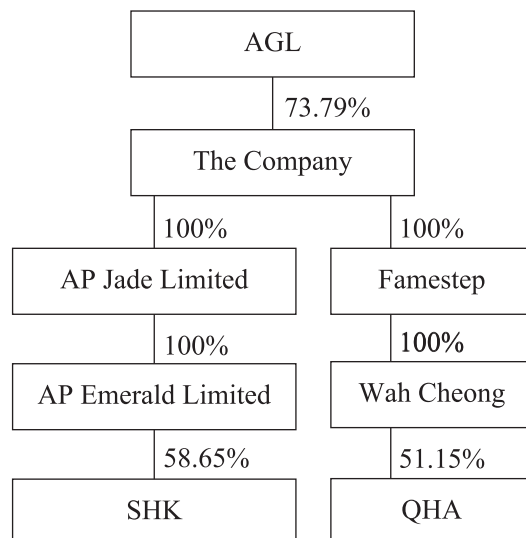 AGL
73.79%
The Company
100% 100%
AP Jade Limited Famestep
100% 100%
AP Emerald Limited Wah Cheong
58.65% 51.15%
SHK QHA